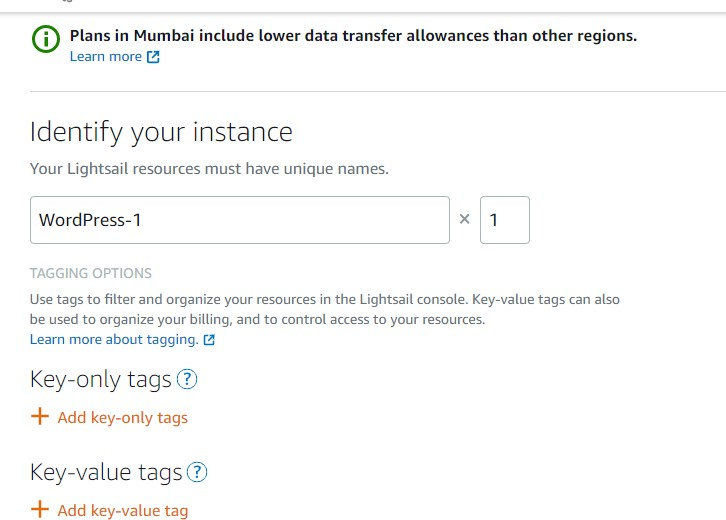 Plans in Mumbai include lower data transfer allowances than other regions.
Learn more
Identify your instance
Your Lightsail resources must have unique names.
WordPress-1 × 1
TAGGING OPTIONS
Use tags to filter and organize your resources in the Lightsail console. Key-value tags can also
be used to organize your billing, and to control access to your resources.
Learn more about tagging.
Key-only tags ?
+ Add key-only tags
Key-value tags ?
+ Add key-value tag